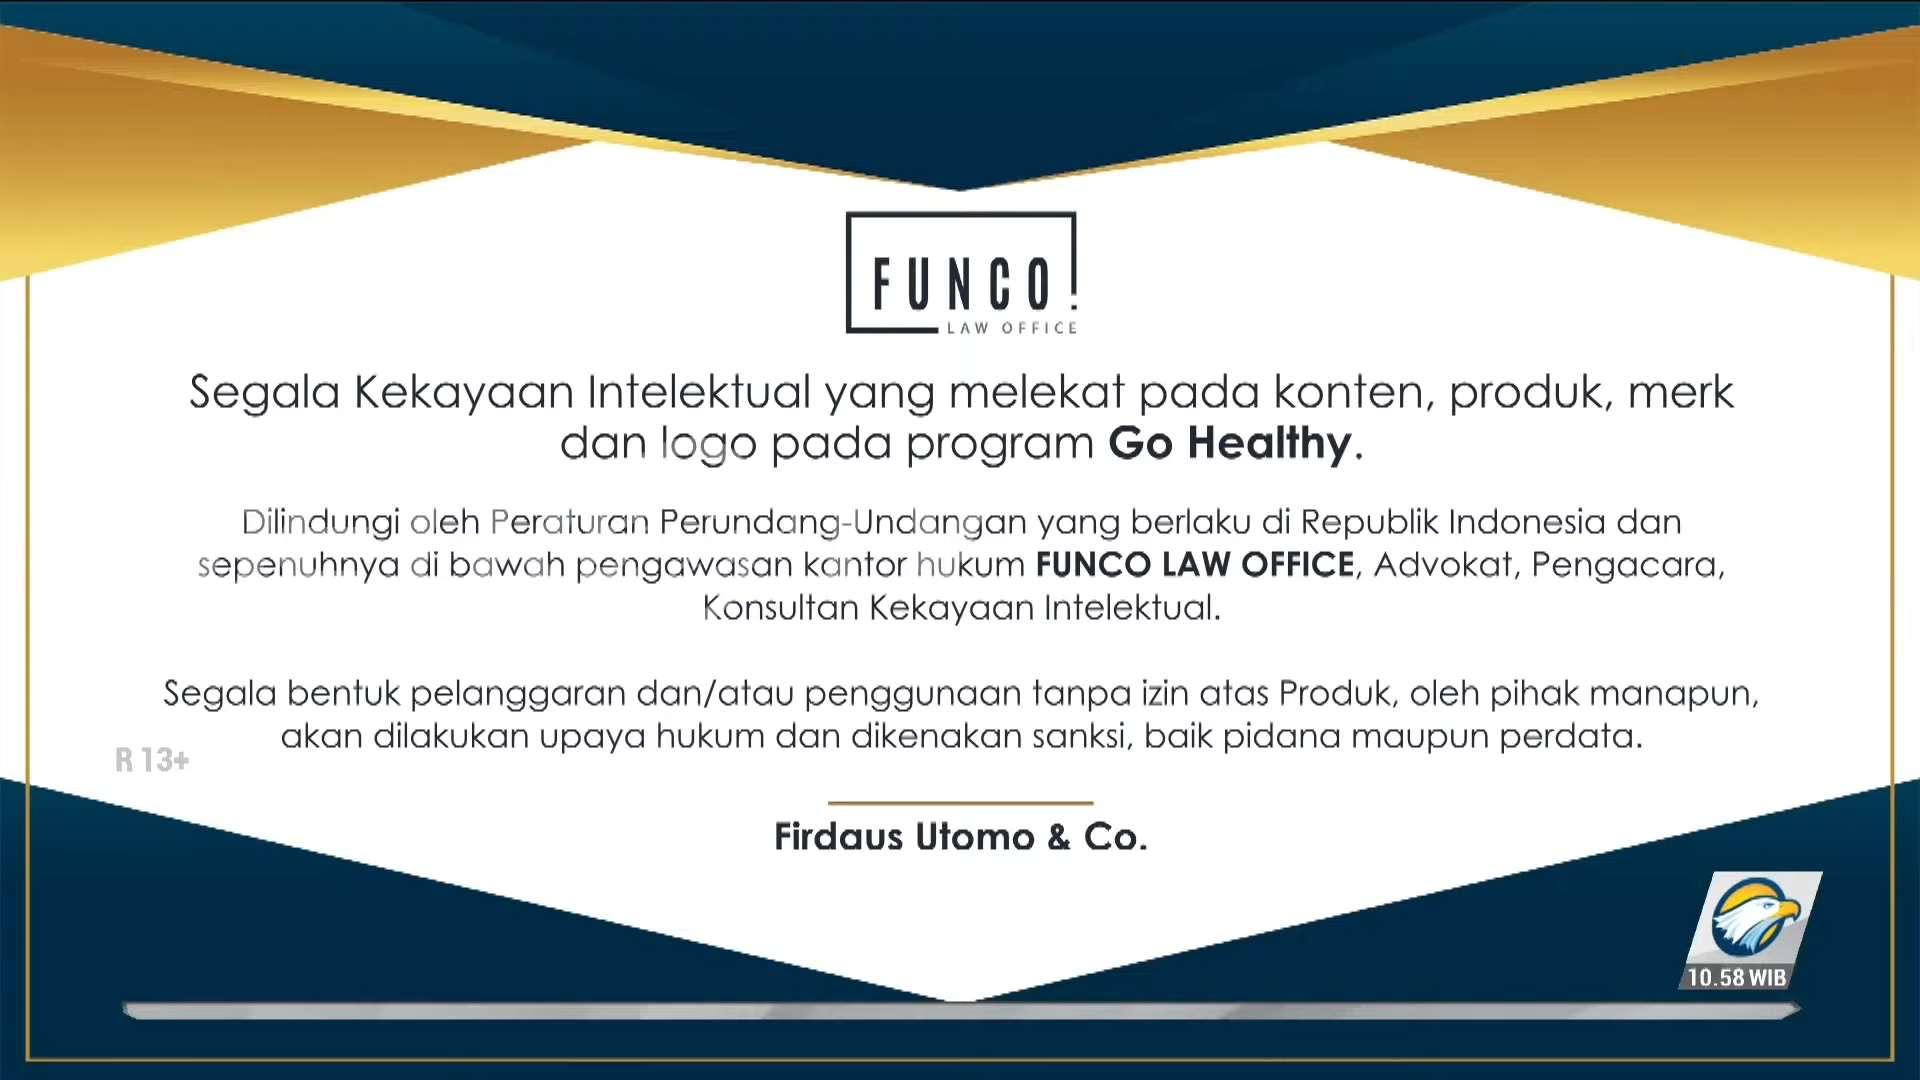 FUNCO
LAW OFFICE
Segala Kekayaan Intelektual yang melekat pada konten, produk, merk
dan logo pada program Go Healthy.
Dilindungi oleh Peraturan Perundang-Undangan yang berlaku di Republik Indonesia dan
sepenuhnya di bawah pengawasan kantor hukum FUNCO LAW OFFICE, Advokat, Pengacara,
Konsultan Kekayaan Intelektual.
Segala bentuk pelanggaran dan/atau penggunaan tanpa izin atas Produk, oleh pihak manapun,
akan dilakukan upaya hukum dan dikenakan sanksi, baik pidana maupun perdata.
R 13+
Firdaus Utomo & Co.
10.58 WIB